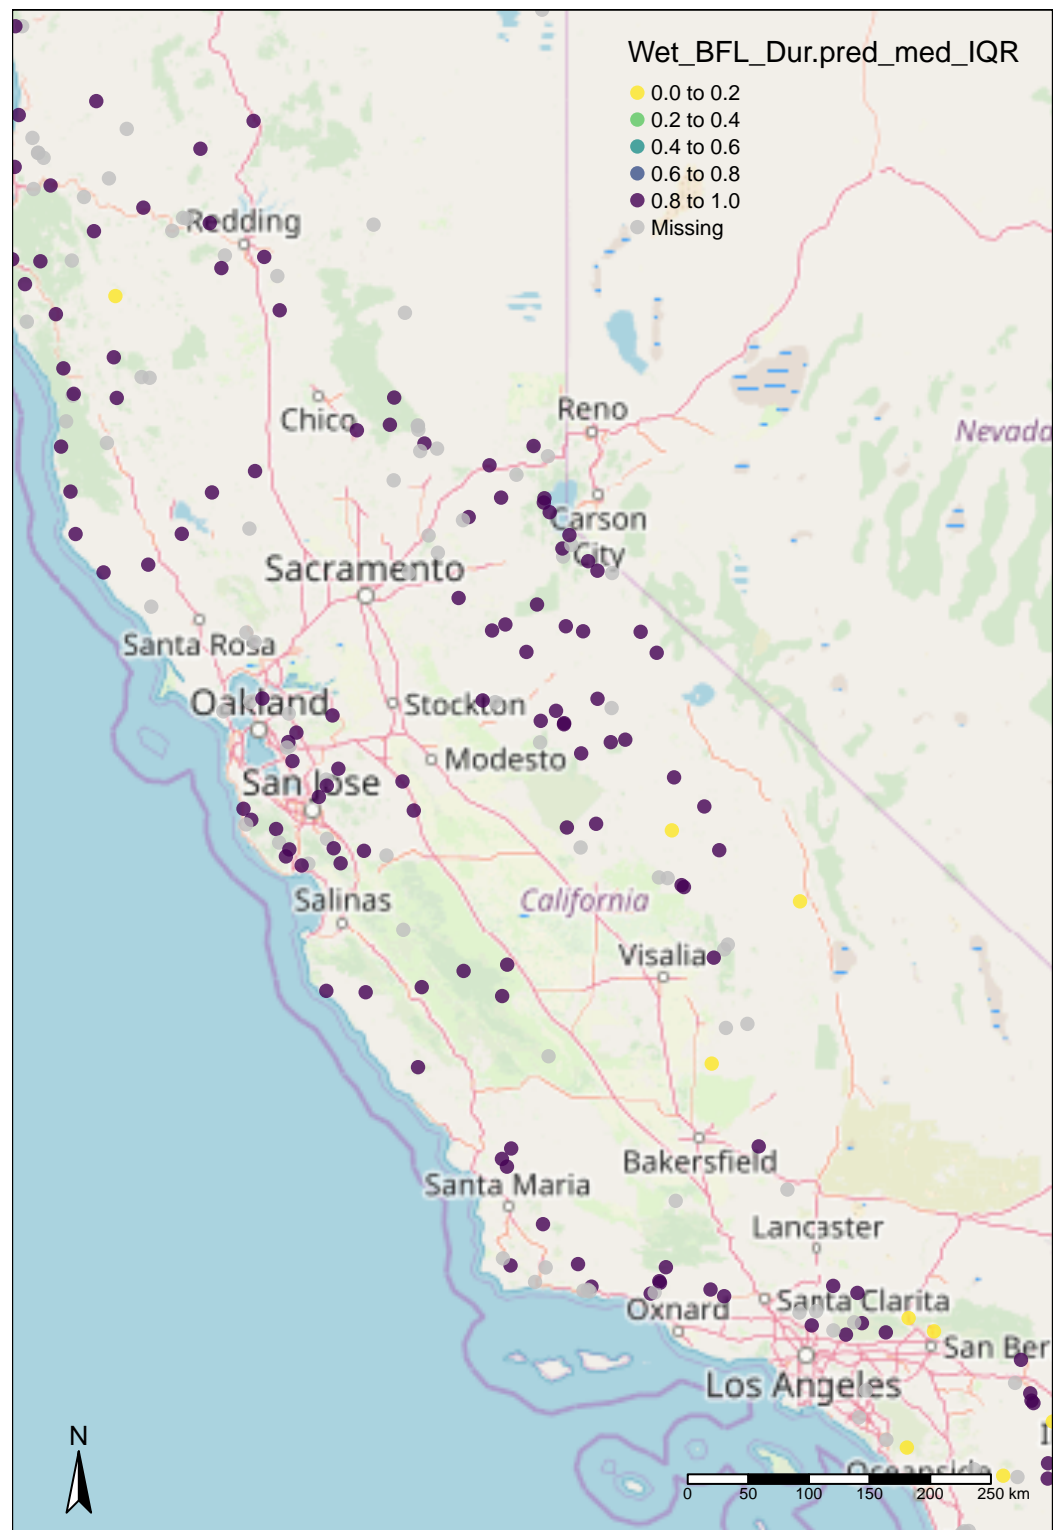 Wet_BFL_Dur.pred_med_IQR
0.0 to 0.2
0.2 to 0.4
0.4 to 0.6
0.6 to 0.8
0.8 to 1.0
Missing
Redding
Chico
Reno
Nevada
Carson
City
Sacramento
Santa Rosa
Oakland
Stockton
Modesto
San Jose
Salinas
California
Visalia
Bakersfield
Santa Maria
Lancaster
Santa Clarita
Oxnard
San Ber
Los Angeles
Oceanside
N
0 50 100 150 200 250 km